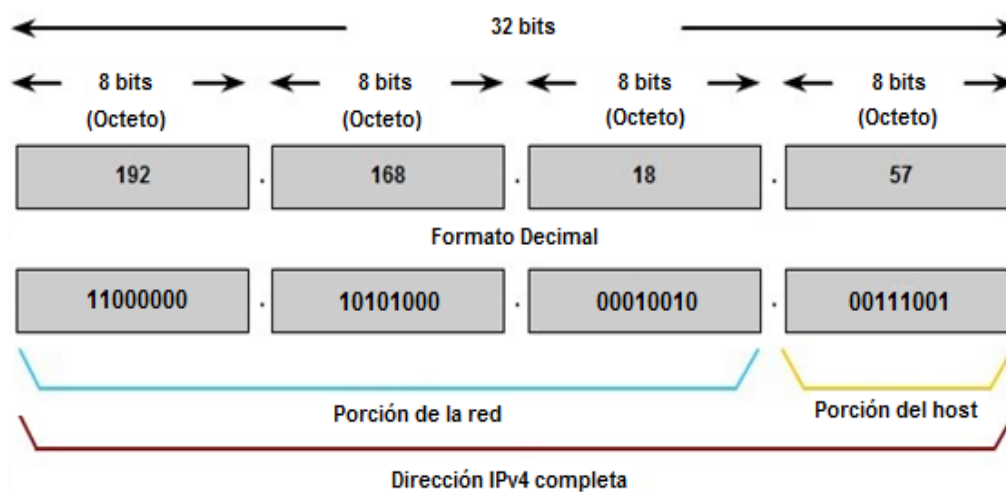 32 bits
8 bits 8 bits 8 bits 8 bits
(Octeto) (Octeto) (Octeto) (Octeto)
192 . 168 . 18 . 57
Formato Decimal
11000000 . 10101000 . 00010010 . 00111001
Porción de la red Porción del host
Dirección IPv4 completa